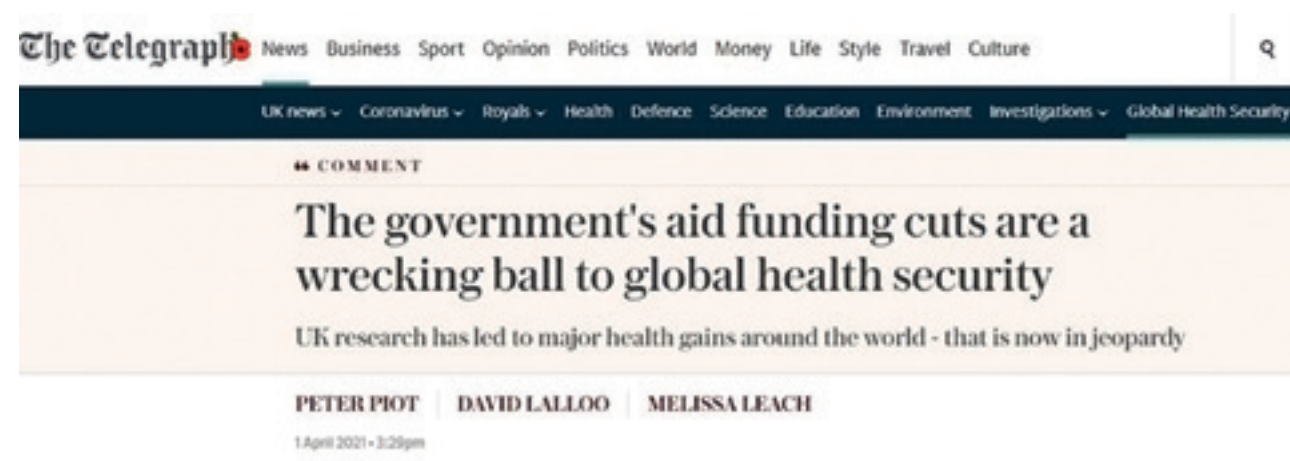 The Telegraph
News Business Sport Opinion Politics World Money Life Style Travel Culture
UK news Coronavirus Royals Health Defence Science Education Environment Investigations Global Health Security
❝ COMMENT
The government's aid funding cuts are a
wrecking ball to global health security
UK research has led to major health gains around the world - that is now in jeopardy
PETER PIOT DAVID LALLOO MELISSA LEACH
1 April 2021 • 3:29pm